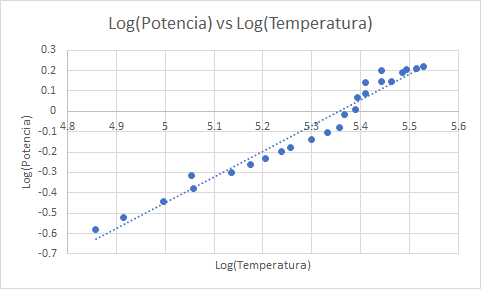 Log(Potencia) vs Log(Temperatura)
0.3
0.2
0.1
0
4.8 4.9 5 5.1 5.2 5.3 5.4 5.5 5.6
-0.1
-0.2
-0.3
-0.4
-0.5
-0.6
-0.7
Log(Potencia)
Log(Temperatura)